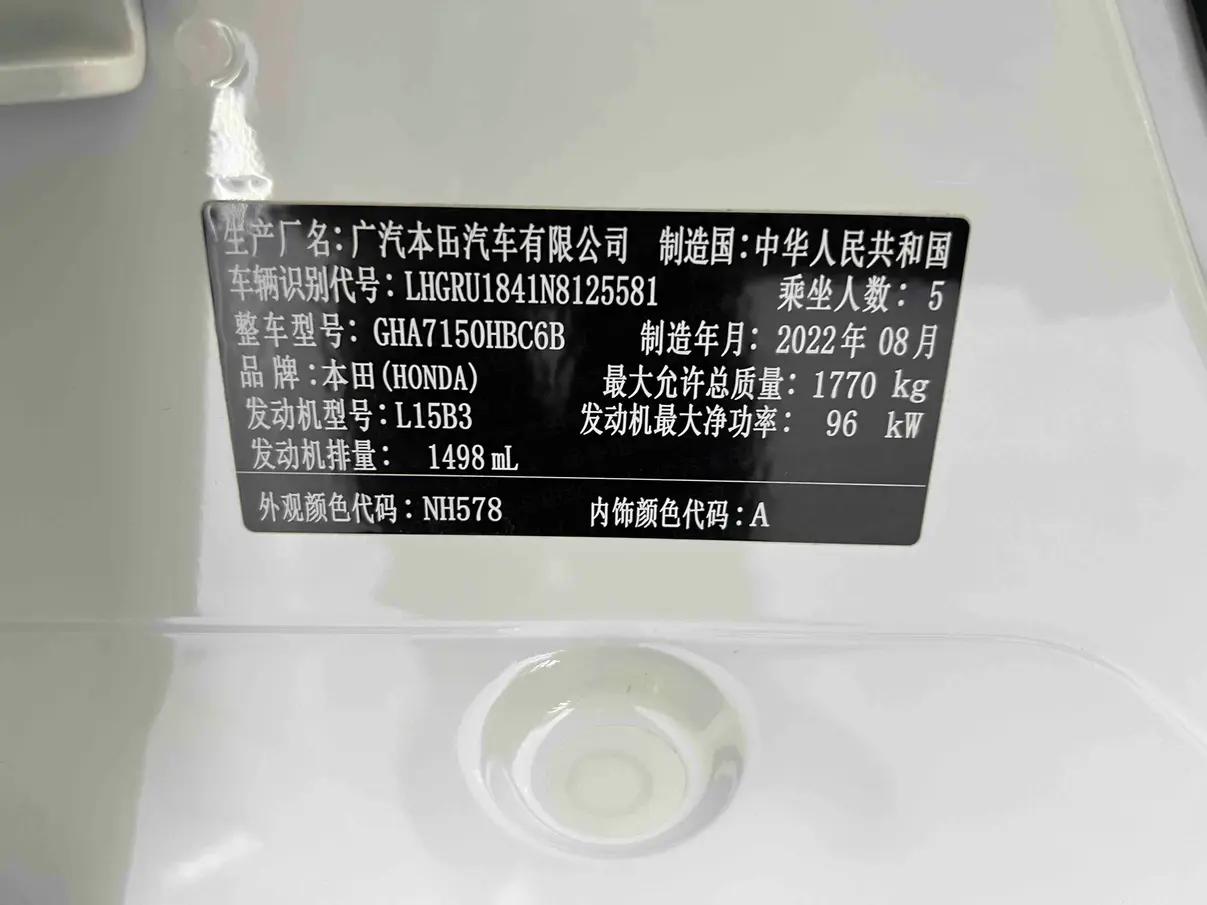 生产厂名：广汽本田汽车有限公司 制造国：中华人民共和国
车辆识别代号：LHGRU1841N8125581 乘坐人数：5
整车型号：GHA7150HBC6B 制造年月：2022年08月
品牌：本田(HONDA) 最大允许总质量：1770 kg
发动机型号：L15B3 发动机最大净功率：96 kW
发动机排量：1498 mL
外观颜色代码：NH578 内饰颜色代码：A